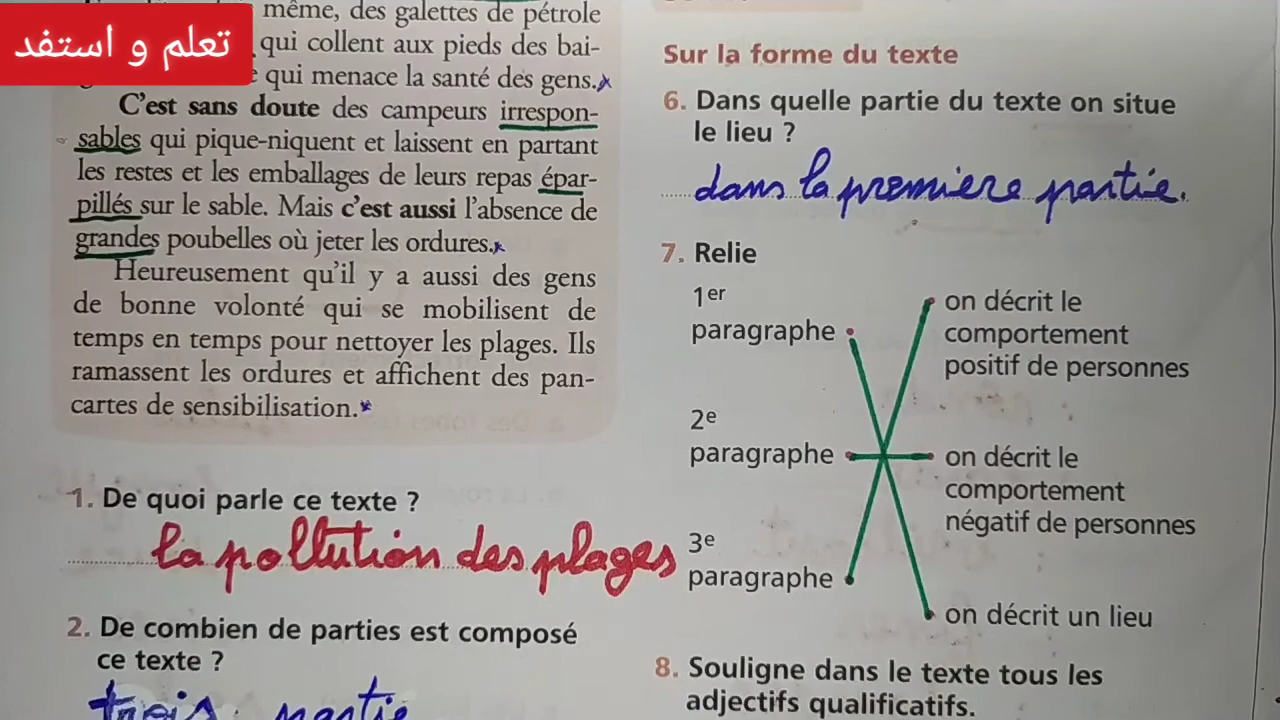 تعلم و استفد
même, des galettes de pétrole
qui collent aux pieds des bai-
qui menace la santé des gens.
C'est sans doute des campeurs irrespon-
sables qui pique-niquent et laissent en partant
les restes et les emballages de leurs repas épar-
pillés sur le sable. Mais c'est aussi l'absence de
grandes poubelles où jeter les ordures.
Heureusement qu'il y a aussi des gens
de bonne volonté qui se mobilisent de
temps en temps pour nettoyer les plages. Ils
ramassent les ordures et affichent des pan-
cartes de sensibilisation.
1. De quoi parle ce texte ?
la pollution des plages
2. De combien de parties est composé
ce texte ?
trois partie
Sur la forme du texte
6. Dans quelle partie du texte on situe
le lieu ?
dans la premiere partie.
7. Relie
1er
paragraphe
on décrit le
comportement
positif de personnes
2e
paragraphe
on décrit le
comportement
négatif de personnes
3e
paragraphe
on décrit un lieu
8. Souligne dans le texte tous les
adjectifs qualificatifs.